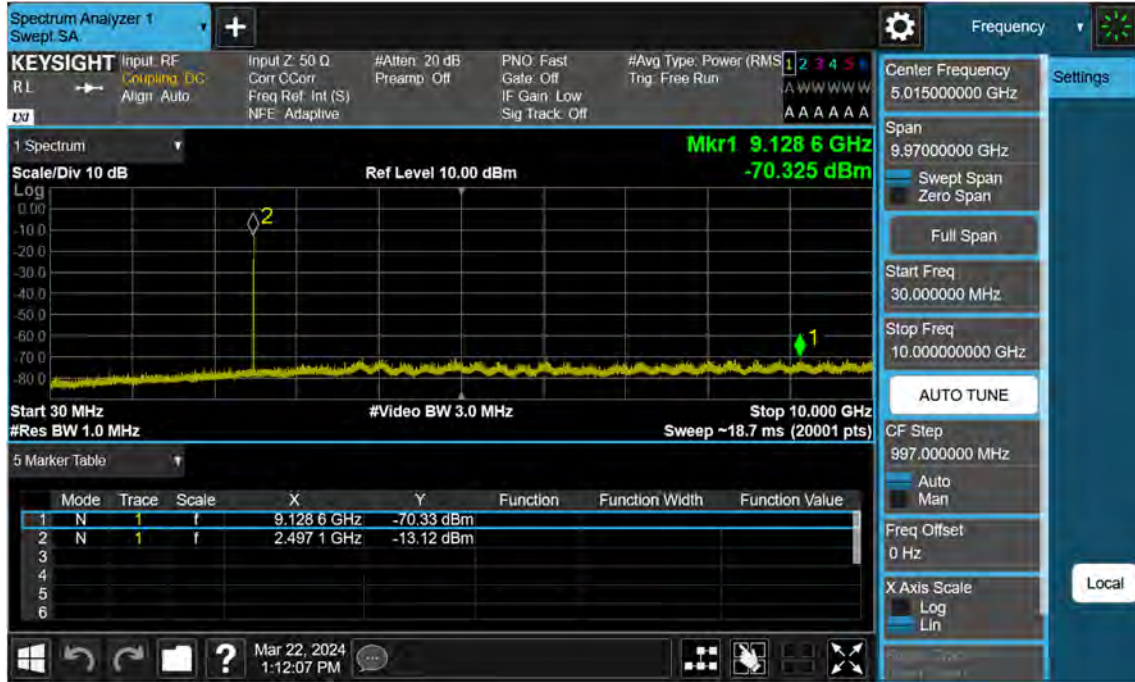 Spectrum Analyzer 1
Swept SA
+
Frequency
KEYSIGHT
RL
LXI
Input: RF
Coupling: DC
Align: Auto
Input Z: 50 Ω
Corr CCorr
Freq Ref: Int (S)
NFE: Adaptive
#Atten: 20 dB
Preamp: Off
PNO: Fast
Gate: Off
IF Gain: Low
Sig Track: Off
#Avg Type: Power (RMS
Trig: Free Run
1 2 3 4 5 6
A W W W W W
A A A A A A
1 Spectrum
Scale/Div 10 dB
Ref Level 10.00 dBm
Mkr1 9.128 6 GHz
-70.325 dBm
Log
0.00
-10.0
-20.0
-30.0
-40.0
-50.0
-60.0
-70.0
-80.0
2
1
Start 30 MHz
#Video BW 3.0 MHz
Stop 10.000 GHz
#Res BW 1.0 MHz
Sweep ~18.7 ms (20001 pts)
5 Marker Table
Mode Trace Scale X Y Function Function Width Function Value
1 N 1 f 9.128 6 GHz -70.33 dBm
2 N 1 f 2.497 1 GHz -13.12 dBm
3
4
5
6
?
Mar 22, 2024
1:12:07 PM
Center Frequency
5.015000000 GHz
Settings
Span
9.97000000 GHz
Swept Span
Zero Span
Full Span
Start Freq
30.000000 MHz
Stop Freq
10.000000000 GHz
AUTO TUNE
CF Step
997.000000 MHz
Auto
Man
Freq Offset
0 Hz
X Axis Scale
Log
Lin
Local